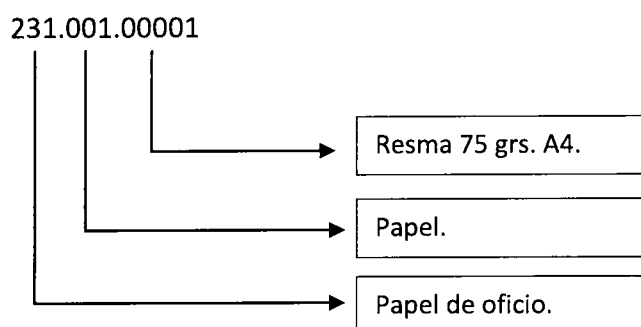 231.001.00001
Resma 75 grs. A4.
Papel.
Papel de oficio.